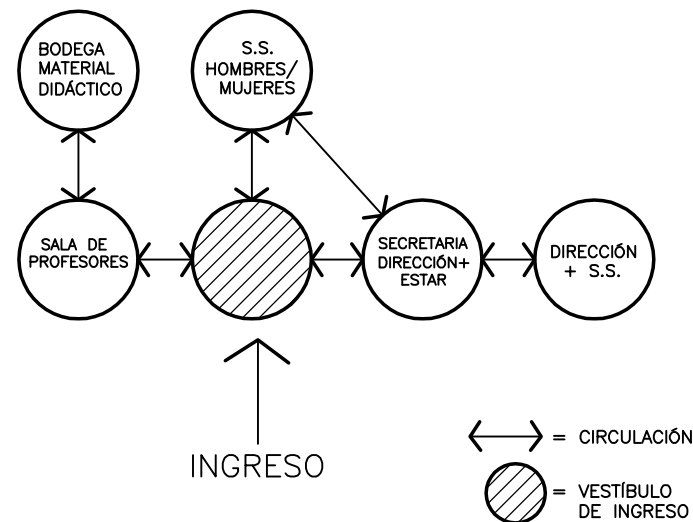 BODEGA
MATERIAL
DIDÁCTICO
S.S.
HOMBRES/
MUJERES
SALA DE
PROFESORES
SECRETARIA
DIRECCIÓN+
ESTAR
DIRECCIÓN
+ S.S.
INGRESO
= CIRCULACIÓN
= VESTÍBULO
DE INGRESO